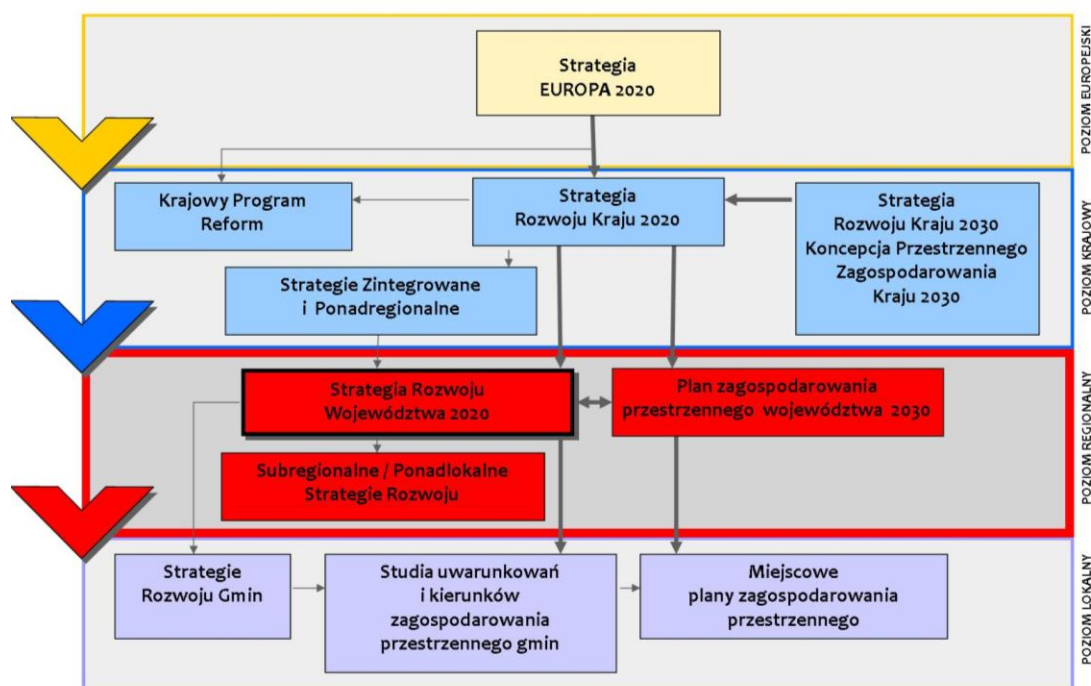 Strategia
EUROPA 2020
POZIOM EUROPEJSKI
Krajowy Program
Reform
Strategia
Rozwoju Kraju 2020
Strategia
Rozwoju Kraju 2030
Koncepcja Przestrzennego
Zagospodarowania
Kraju 2030
Strategie Zintegrowane
i Ponadregionalne
POZIOM KRAJOWY
Strategia Rozwoju
Województwa 2020
Plan zagospodarowania
przestrzennego województwa 2030
Subregionalne / Ponadlokalne
Strategie Rozwoju
POZIOM REGIONALNY
Strategie
Rozwoju Gmin
Studia uwarunkowań
i kierunków
zagospodarowania
przestrzennego gmin
Miejscowe
plany zagospodarowania
przestrzennego
POZIOM LOKALNY